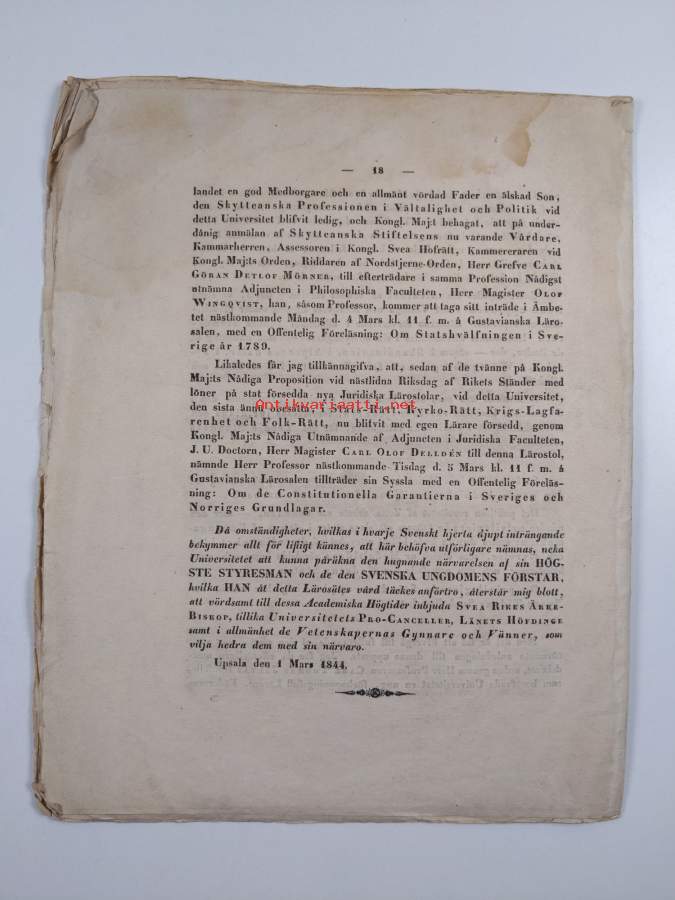 — 18 —
landet en god Medborgare och en allmänt vördad Fader en älskad Son,
den Skytteanska Professionen i Vältalighet och Politik vid
detta Universitet blifvit ledig, och Kongl. Maj:t behagat, att på under-
dånig anmälan af Skytteanska Stiftelsens nu varande Vårdare,
Kammarherren, Assessoren i Kongl. Svea Hofrätt, Kammereraren vid
Kongl. Maj:ts Orden, Riddaren af Nordstjerne-Orden, Herr Grefve CARL
GÖRAN DETLOF MÖRNER, till efterträdare i samma Profession Nådigst
utnämna Adjuncten i Philosophiska Faculteten, Herr Magister OLOF
WINGQVIST, han, såsom Professor, kommer att taga sitt inträde i Ämbe-
tet nästkommande Måndag d. 4 Mars kl. 11 f. m. å Gustavianska Läro-
salen, med en Offentelig Föreläsning: Om Statshvälfningen i Sve-
rige år 1789.
Likaledes får jag tillkännagifva, att, sedan af de tvänne på Kongl.
Maj:ts Nådiga Proposition vid nästlidna Riksdag af Rikets Ständer med
löner på stat försedda nya Juridiska Lärostolar, vid detta Universitet,
den sista ännu obesatta, i Stats-Rätt, Kyrko-Rätt, Krigs-Lagfa-
Antikvariaatti.net
renhet och Folk-Rätt, nu blifvit med egen Lärare försedd, genom
Kongl. Maj:ts Nådiga Utnämnande af Adjuncten i Juridiska Faculteten,
J. U. Doctorn, Herr Magister CARL OLOF DELLDÉN till denna Lärostol,
nämnde Herr Professor nästkommande Tisdag d. 5 Mars kl. 11 f. m. å
Gustavianska Lärosalen tillträder sin Syssla med en Offentelig Föreläs-
ning: Om de Constitutionella Garantierna i Sveriges och
Norriges Grundlagar.
Då omständigheter, hvilkas i hvarje Svenskt hjerta djupt inträngande
bekymmer allt för lifligt kännes, att här behöfva utförligare nämnas, neka
Universitetet att kunna påräkna den hugnande närvarelsen af sin HÖG-
STE STYRESMAN och de den SVENSKA UNGDOMENS FÖRSTAR,
hvilka HAN åt detta Lärosätes vård täckes anförtro, återstår mig blott,
att vördsamt till dessa Academiska Högtider inbjuda SVEA RIKES ÄRKE-
BISKOP, tillika Universitetets PRO-CANCELLER, LÄNETS HÖFDINGE
samt i allmänhet de Vetenskapernas Gynnare och Vänner, som
vilja hedra dem med sin närvaro.
Upsala den 1 Mars 1844.